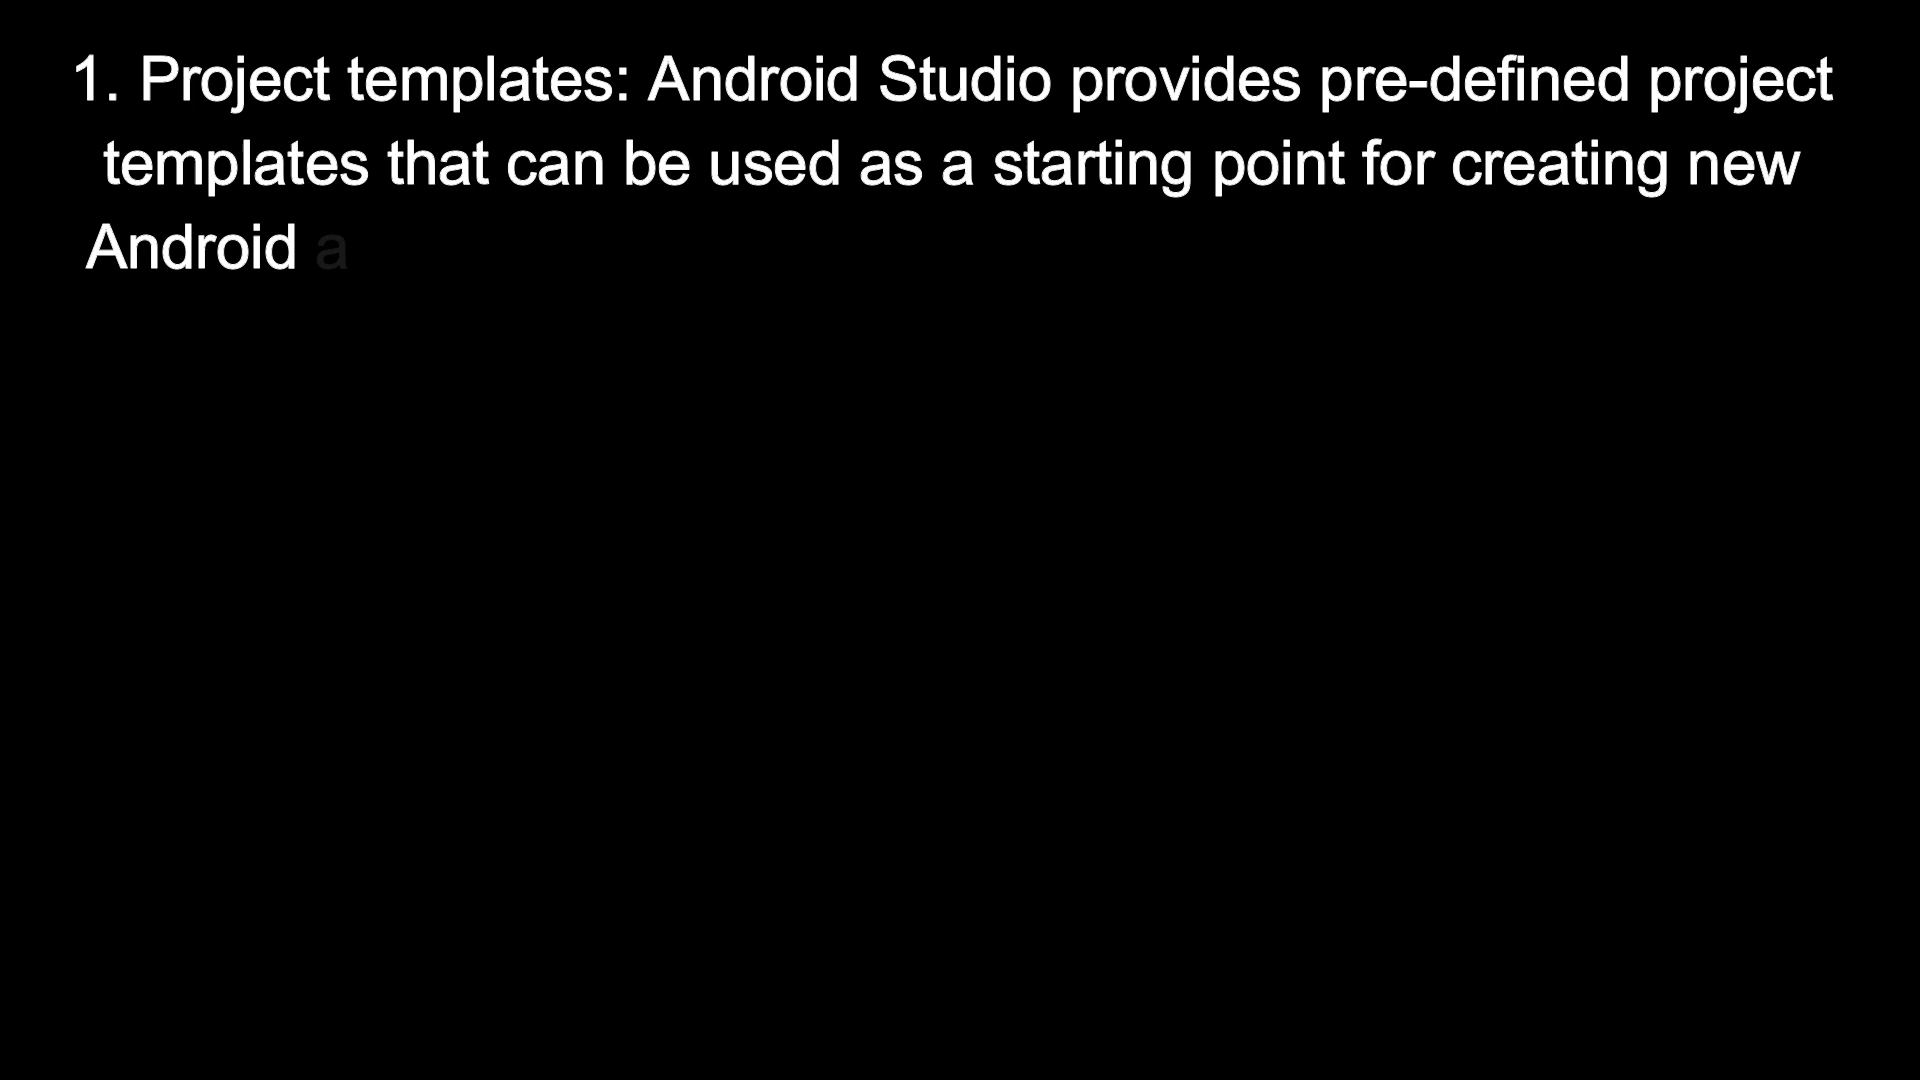 1. Project templates: Android Studio provides pre-defined project
templates that can be used as a starting point for creating new
Android a